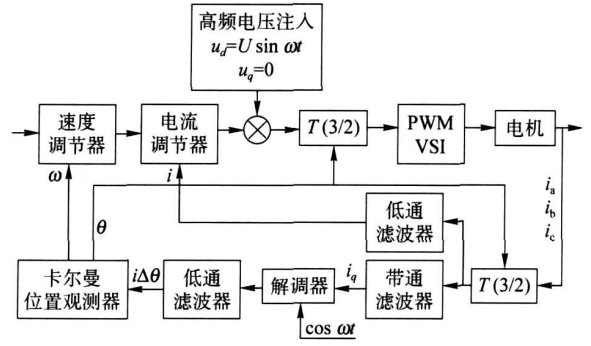 高频电压注入
u_d=U sin ωt
u_q=0
速度
调节器
电流
调节器
T(3/2)
PWM
VSI
电机
ω
i
θ
i_a
i_b
i_c
低通
滤波器
卡尔曼
位置观测器
iΔθ
低通
滤波器
解调器
i_q
带通
滤波器
T(3/2)
cos ωt